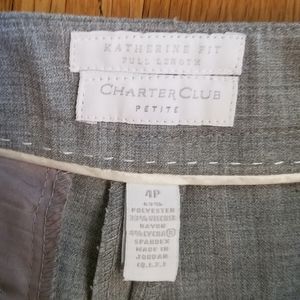 KATHERINE FIT
FULL LENGTH
CHARTER CLUB
PETITE
4P
63%
POLYESTER
33% VISCOSE
RAYON
4% LYCRA®
SPANDEX
MADE IN
JORDAN
(Q.I.Z.)